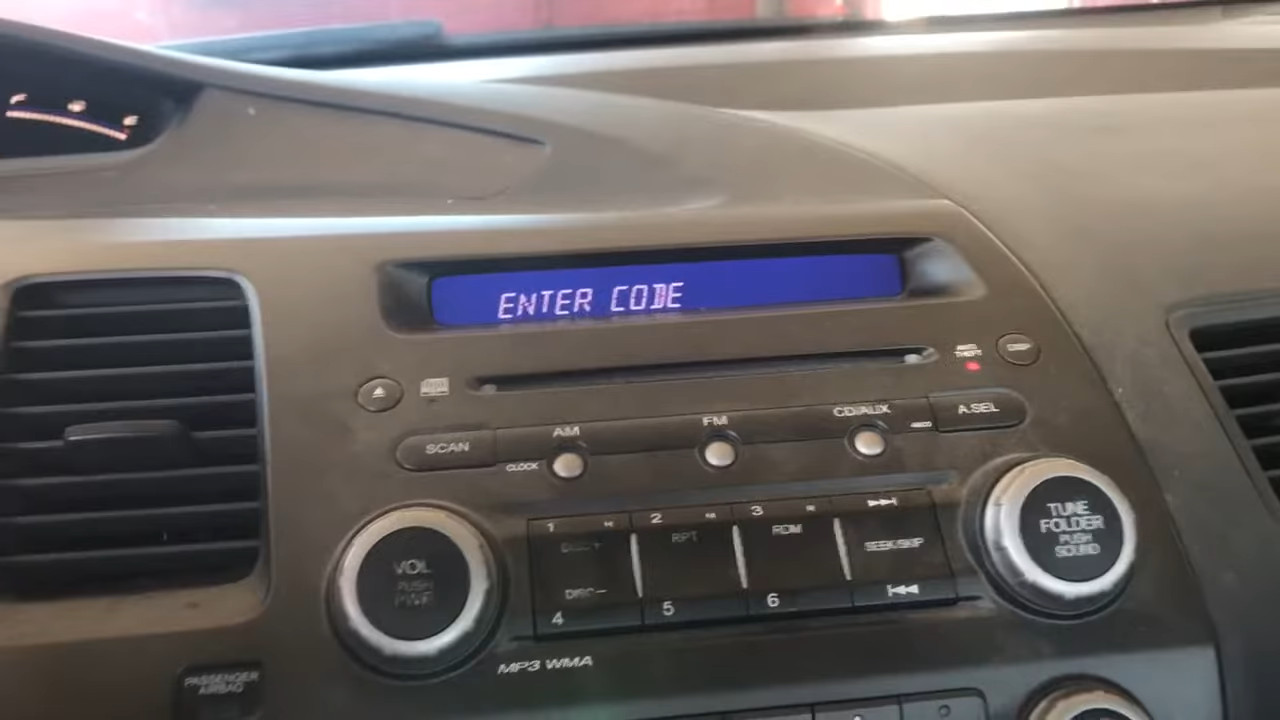 ENTER CODE
ANTI
THEFT
DISP
SCAN
AM
FM
CD/AUX
A.SEL
CLOCK
1
2
3
RPT
RDM
SEEK/SKIP
DISC–
4
5
6
VOL
PUSH
PWR
TUNE
FOLDER
PUSH
SOUND
MP3 WMA
PASSENGER
AIRBAG